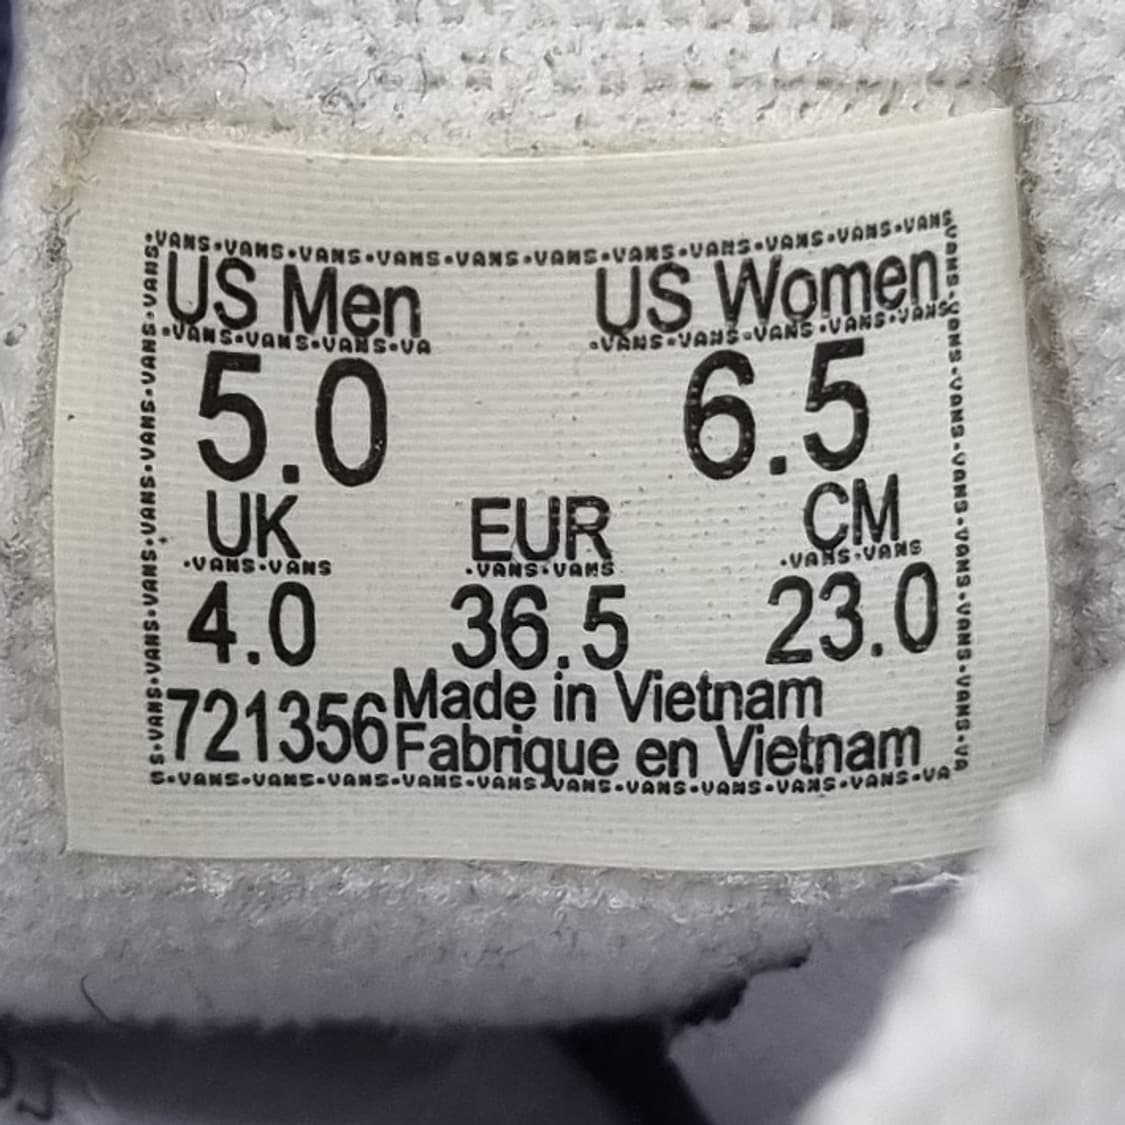 •VANS•VANS•VANS•VANS•VANS•VANS•VANS•VANS•VANS•VANS•VANS
US Men US Women
•VANS•VANS•VANS•VA •VANS•VANS•VANS•VANS•VANS
5.0 6.5
UK EUR CM
•VANS•VANS •VANS•VANS •VANS•VANS
4.0 36.5 23.0
721356 Made in Vietnam
Fabrique en Vietnam
S•VANS•VANS•VANS•VANS•VANS•VANS•VANS•VANS•VANS•VANS•VA